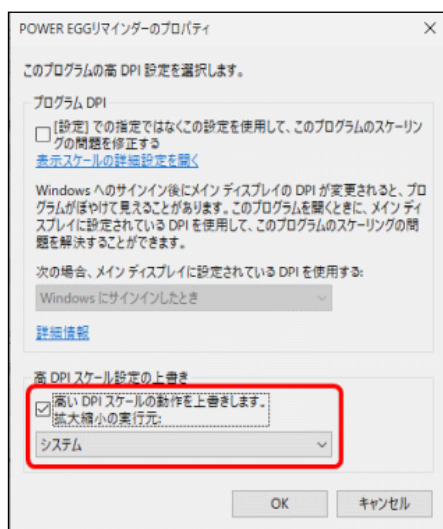 POWER EGGリマインダーのプロパティ
このプログラムの高 DPI 設定を選択します。
プログラム DPI
[設定] での指定ではなくこの設定を使用して、このプログラムのスケーリン
グの問題を修正する
表示スケールの詳細設定を開く
Windows へのサインイン後にメイン ディスプレイの DPI が変更されると、プロ
グラムがぼやけて見えることがあります。このプログラムを開くときに、メイン ディ
スプレイに設定されている DPI を使用して、このプログラムのスケーリングの問
題を解決することができます。
次の場合、メイン ディスプレイに設定されている DPI を使用する:
Windows にサインインしたとき
詳細情報
高 DPI スケール設定の上書き
高い DPI スケールの動作を上書きします。
拡大縮小の実行元:
システム
OK
キャンセル